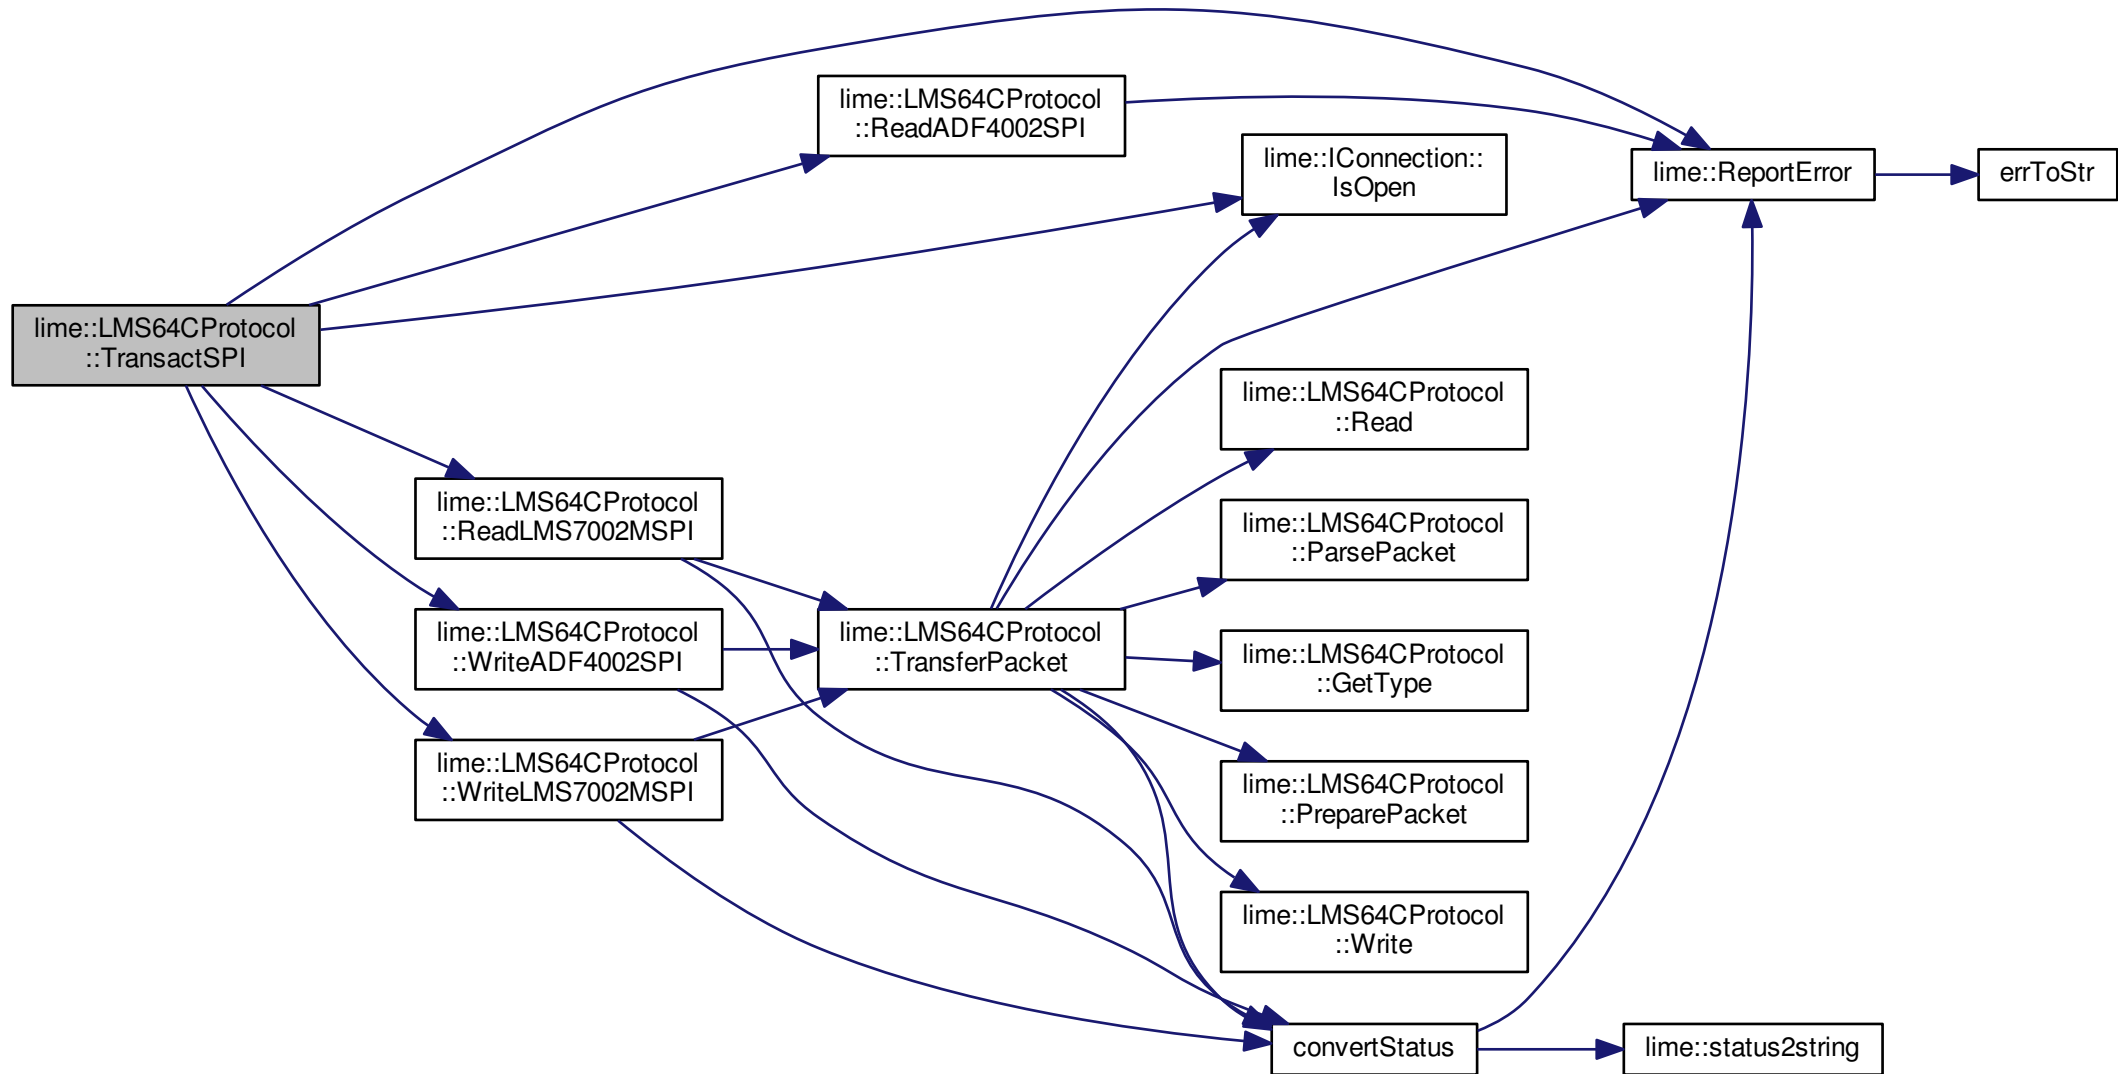 lime::LMS64CProtocol
::TransactSPI
lime::LMS64CProtocol
::ReadADF4002SPI
lime::IConnection::
IsOpen
lime::ReportError
errToStr
lime::LMS64CProtocol
::ReadLMS7002MSPI
lime::LMS64CProtocol
::WriteADF4002SPI
lime::LMS64CProtocol
::WriteLMS7002MSPI
lime::LMS64CProtocol
::TransferPacket
lime::LMS64CProtocol
::Read
lime::LMS64CProtocol
::ParsePacket
lime::LMS64CProtocol
::GetType
lime::LMS64CProtocol
::PreparePacket
lime::LMS64CProtocol
::Write
convertStatus
lime::status2string